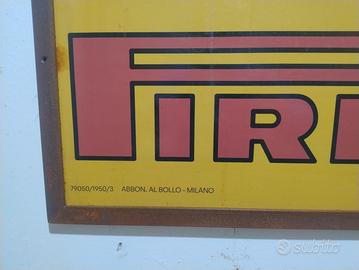 PIRE
79050/1950/3 ABBON. AL BOLLO - MILANO
subito